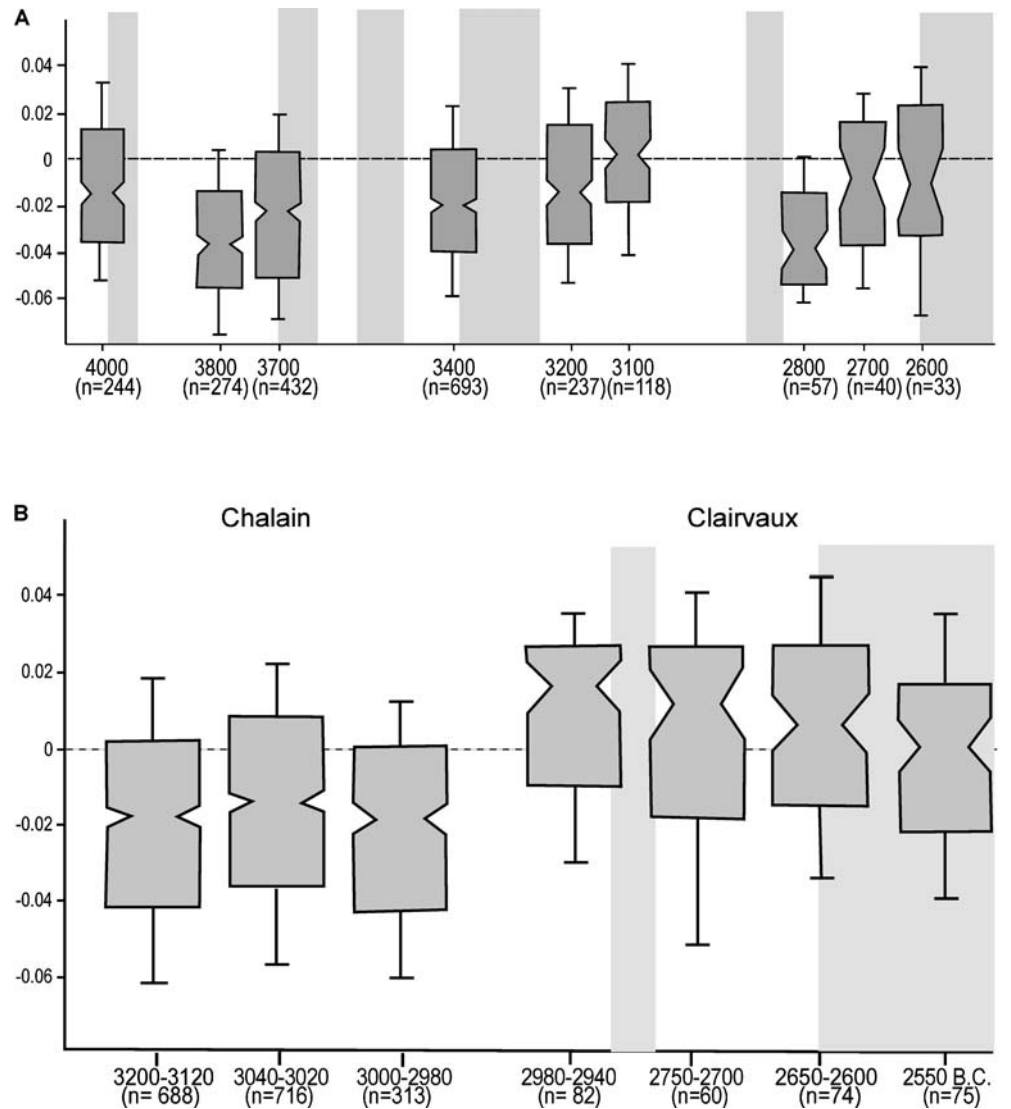 A
0.04
0.02
0
-0.02
-0.04
-0.06
4000 3800 3700 3400 3200 3100 2800 2700 2600
(n=244) (n=274) (n=432) (n=693) (n=237) (n=118) (n=57) (n=40) (n=33)
B
Chalain Clairvaux
0.04
0.02
0
-0.02
-0.04
-0.06
3200-3120 3040-3020 3000-2980 2980-2940 2750-2700 2650-2600 2550 B.C.
(n= 688) (n=716) (n=313) (n= 82) (n=60) (n=74) (n=75)